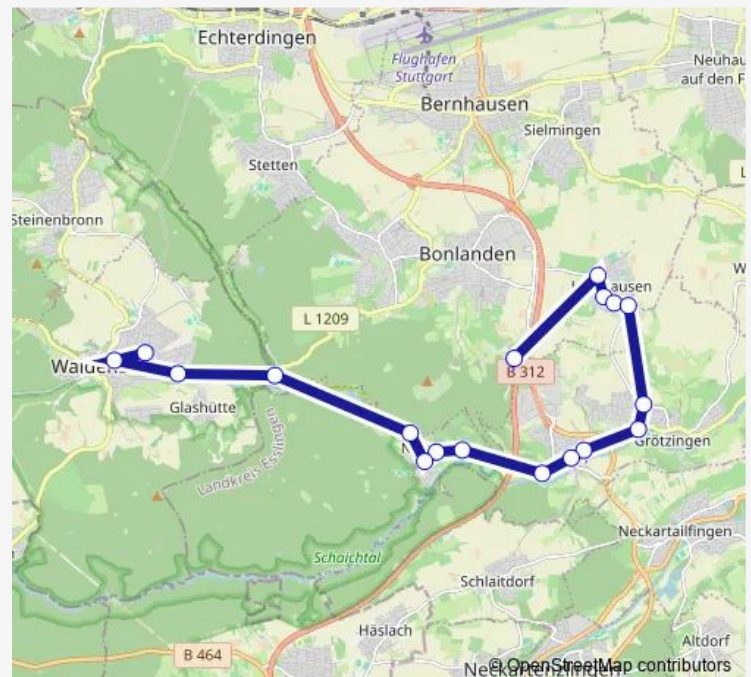 Echterdingen
Flughafen
Stuttgart
Neuhau
auf den F
Bernhausen
Sielmingen
Stetten
L
Steinenbronn
Bonlanden
W
ausen
L 1209
B 312
Glashütte
Landkreis Esslingen
Grötzingen
Neckartailfingen
Schaichtal
Schlaitdorf
Häslach
Altdorf
B 464
© OpenStreetMap contributors